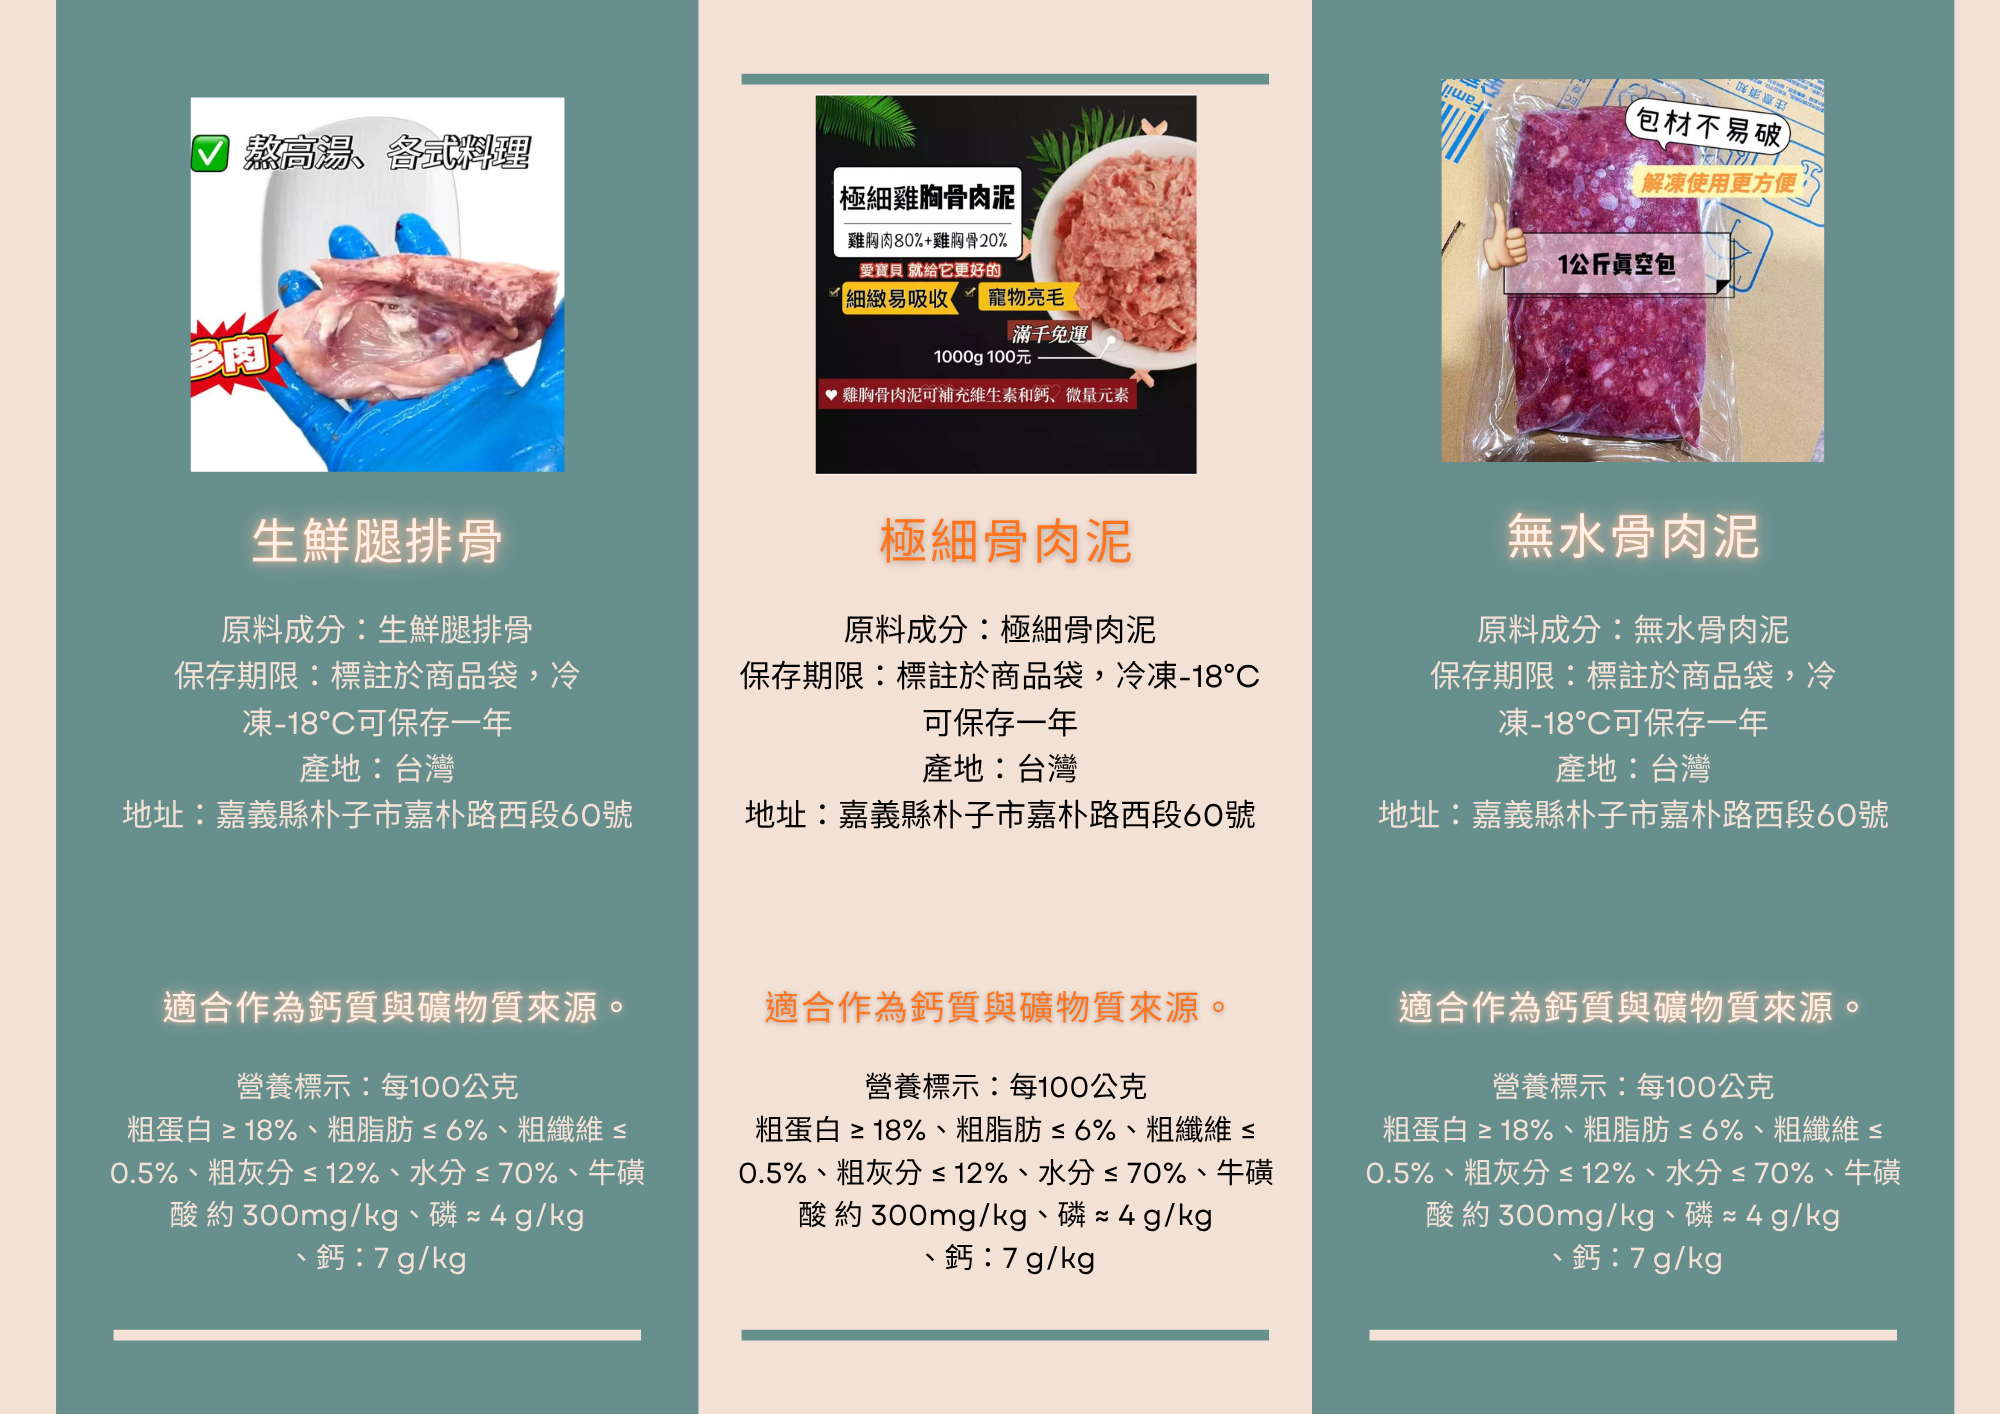 熬高湯、各式料理
多肉
生鮮腿排骨
原料成分：生鮮腿排骨
保存期限：標註於商品袋，冷
凍-18°C可保存一年
產地：台灣
地址：嘉義縣朴子市嘉朴路西段60號
適合作為鈣質與礦物質來源。
營養標示：每100公克
粗蛋白 ≥ 18%、粗脂肪 ≤ 6%、粗纖維 ≤
0.5%、粗灰分 ≤ 12%、水分 ≤ 70%、牛磺
酸 約 300mg/kg、磷 ≈ 4 g/kg
、鈣：7 g/kg
極細雞胸骨肉泥
雞胸肉80%+雞胸骨20%
愛寶貝 就給它更好的
細緻易吸收
寵物亮毛
滿千免運
1000g 100元
雞胸骨肉泥可補充維生素和鈣、微量元素
極細骨肉泥
原料成分：極細骨肉泥
保存期限：標註於商品袋，冷凍-18°C
可保存一年
產地：台灣
地址：嘉義縣朴子市嘉朴路西段60號
適合作為鈣質與礦物質來源。
營養標示：每100公克
粗蛋白 ≥ 18%、粗脂肪 ≤ 6%、粗纖維 ≤
0.5%、粗灰分 ≤ 12%、水分 ≤ 70%、牛磺
酸 約 300mg/kg、磷 ≈ 4 g/kg
、鈣：7 g/kg
Fami
注意須知
包材不易破
解凍使用更方便
1公斤真空包
無水骨肉泥
原料成分：無水骨肉泥
保存期限：標註於商品袋，冷
凍-18°C可保存一年
產地：台灣
地址：嘉義縣朴子市嘉朴路西段60號
適合作為鈣質與礦物質來源。
營養標示：每100公克
粗蛋白 ≥ 18%、粗脂肪 ≤ 6%、粗纖維 ≤
0.5%、粗灰分 ≤ 12%、水分 ≤ 70%、牛磺
酸 約 300mg/kg、磷 ≈ 4 g/kg
、鈣：7 g/kg